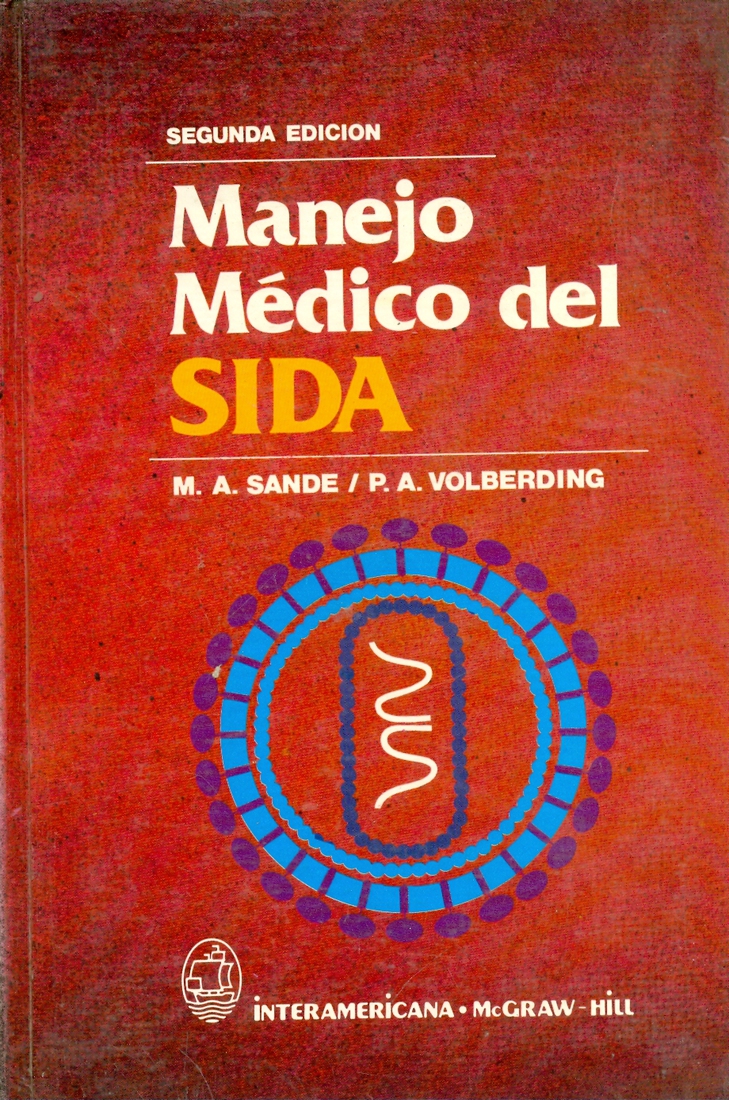 SEGUNDA EDICION
Manejo
Médico del
SIDA
M. A. SANDE / P. A. VOLBERDING
INTERAMERICANA • McGRAW-HILL